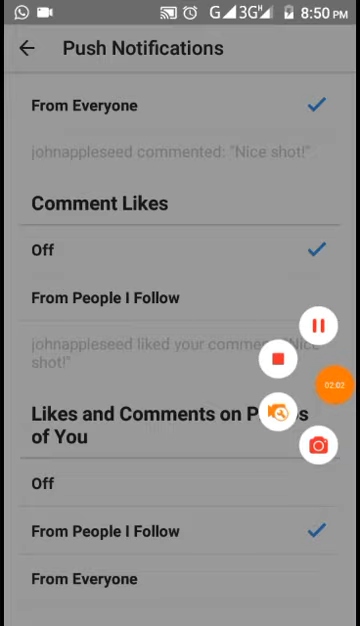 G 3G H 8:50 PM
Push Notifications
From Everyone
johnappleseed commented: "Nice shot!"
Comment Likes
Off
From People I Follow
johnappleseed liked your comment: "Nice
shot!"
02:02
Likes and Comments on P s
of You
Off
From People I Follow
From Everyone